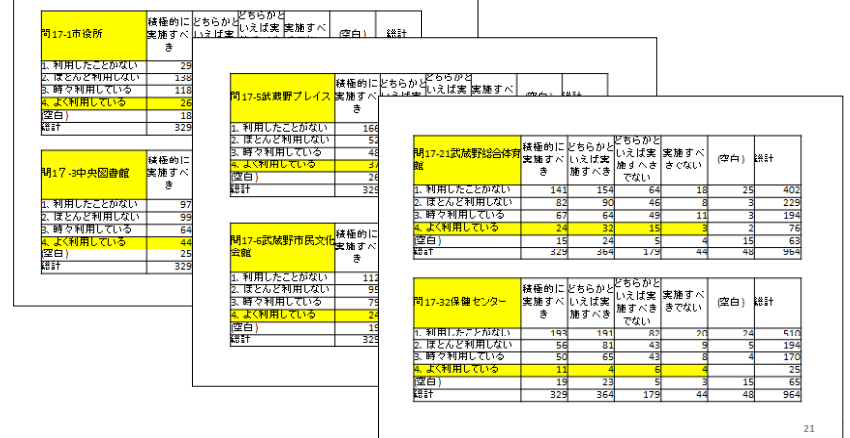 問17-1市役所 積極的に実施すべき どちらかと いえば実 どちらかと いえば実 実施すべ (空白) 総計
1、利用したことがない 29
2、ほとんど利用しない 138
3、時々利用している 118
4、よく利用している 26
(空白) 18
総計 329
問17-3中央図書館 積極的に実施すべき
1、利用したことがない 97
2、ほとんど利用しない 99
3、時々利用している 64
4、よく利用している 44
(空白) 25
総計 329
問17-5武蔵野プレイス 積極的に実施すべき どちらかと いえば実 どちらかと いえば実 実施すべ (空白) 総計
1、利用したことがない 166
2、ほとんど利用しない 52
3、時々利用している 48
4、よく利用している 37
(空白) 26
総計 329
問17-6武蔵野市民文化会館 積極的に実施すべき
1、利用したことがない 112
2、ほとんど利用しない 95
3、時々利用している 79
4、よく利用している 24
(空白) 19
総計 329
問17-21武蔵野総合体育館 積極的に実施すべき どちらかといえば実施すべき どちらかといえば実施すべきでない 実施すべきぐない (空白) 総計
1、利用したことがない 141 154 64 18 25 402
2、ほとんど利用しない 82 90 46 8 3 229
3、時々利用している 67 64 49 11 3 194
4、よく利用している 24 32 15 3 2 76
(空白) 15 24 5 4 15 63
総計 329 364 179 44 48 964
問17-32保健センター 積極的に実施すべき どちらかといえば実施すべき どちらかといえば実施すべきでない 実施すべきでない (空白) 総計
1、利用したことがない 193 191 82 20 24 510
2、ほとんど利用しない 56 81 43 9 5 194
3、時々利用している 50 65 43 8 4 170
4、よく利用している 11 4 6 4 25
(空白) 19 23 5 3 15 65
総計 329 364 179 44 48 964
21